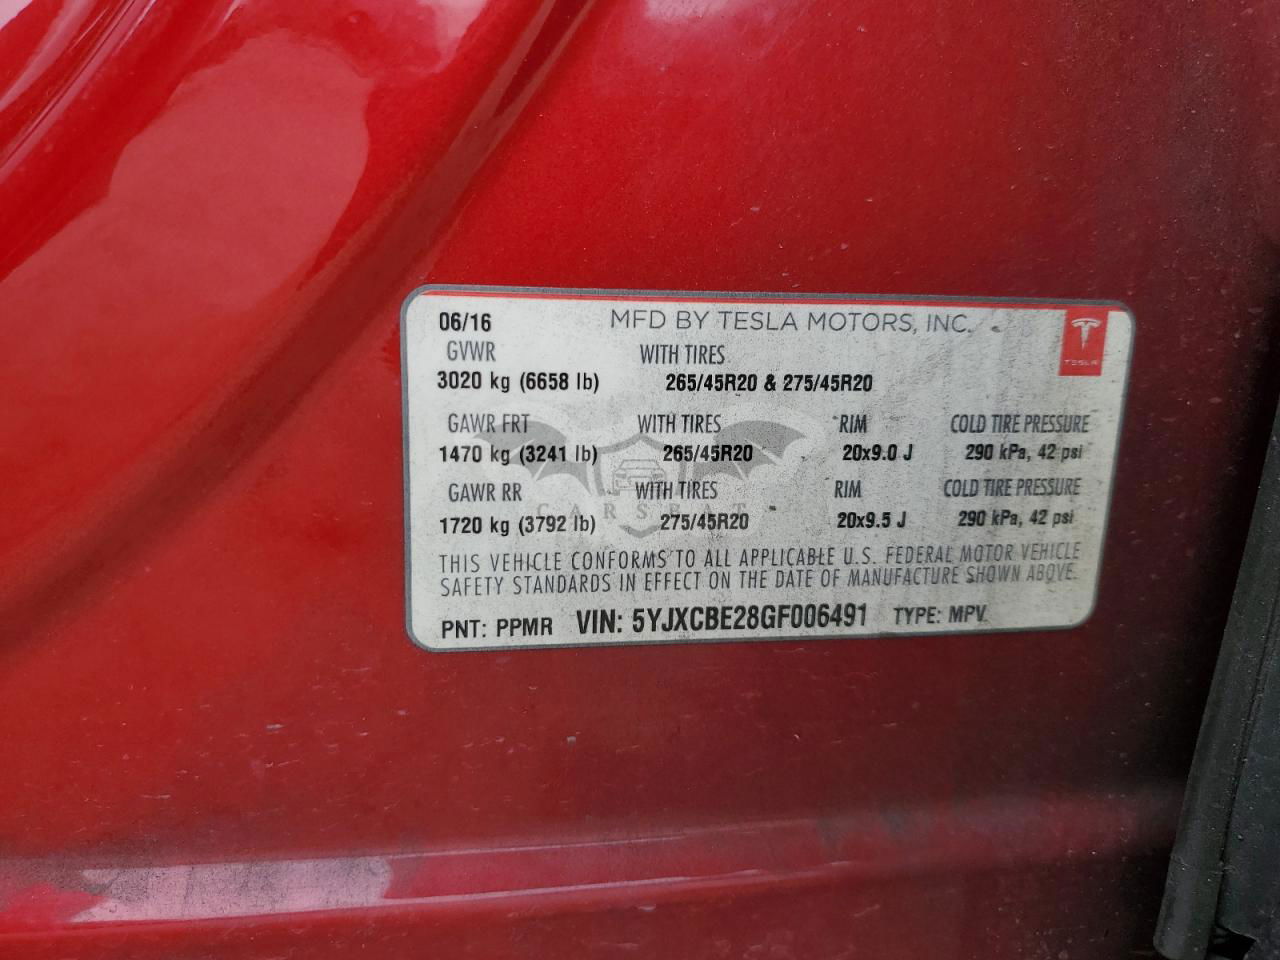 06/16 MFD BY TESLA MOTORS, INC.
GVWR WITH TIRES
TESLA
3020 kg (6658 lb) 265/45R20 & 275/45R20
GAWR FRT WITH TIRES RIM COLD TIRE PRESSURE
1470 kg (3241 lb) 265/45R20 20x9.0 J 290 kPa, 42 psi
GAWR RR WITH TIRES RIM COLD TIRE PRESSURE
CARSBAT
1720 kg (3792 lb) 275/45R20 20x9.5 J 290 kPa, 42 psi
THIS VEHICLE CONFORMS TO ALL APPLICABLE U.S. FEDERAL MOTOR VEHICLE
SAFETY STANDARDS IN EFFECT ON THE DATE OF MANUFACTURE SHOWN ABOVE.
PNT: PPMR VIN: 5YJXCBE28GF006491 TYPE: MPV